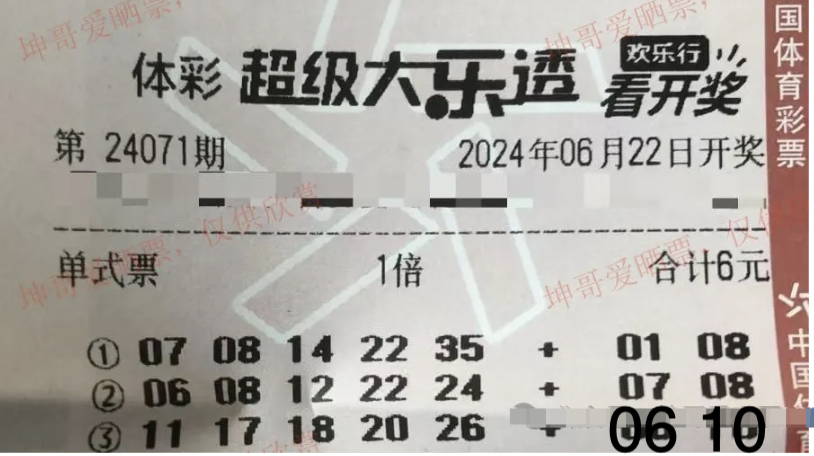 坤哥爱晒票，
坤哥爱晒票，
体彩 超级大乐透 欢乐行
看开奖
第 24071期 2024年06月22日开奖
坤哥爱晒票，仅供欣赏
单式票 1倍 合计6元
坤哥爱晒票，仅
① 07 08 14 22 35 + 01 08
② 06 08 12 22 24 + 07 08
③ 11 17 18 20 26 + 06 10
国体育彩票
中国体育